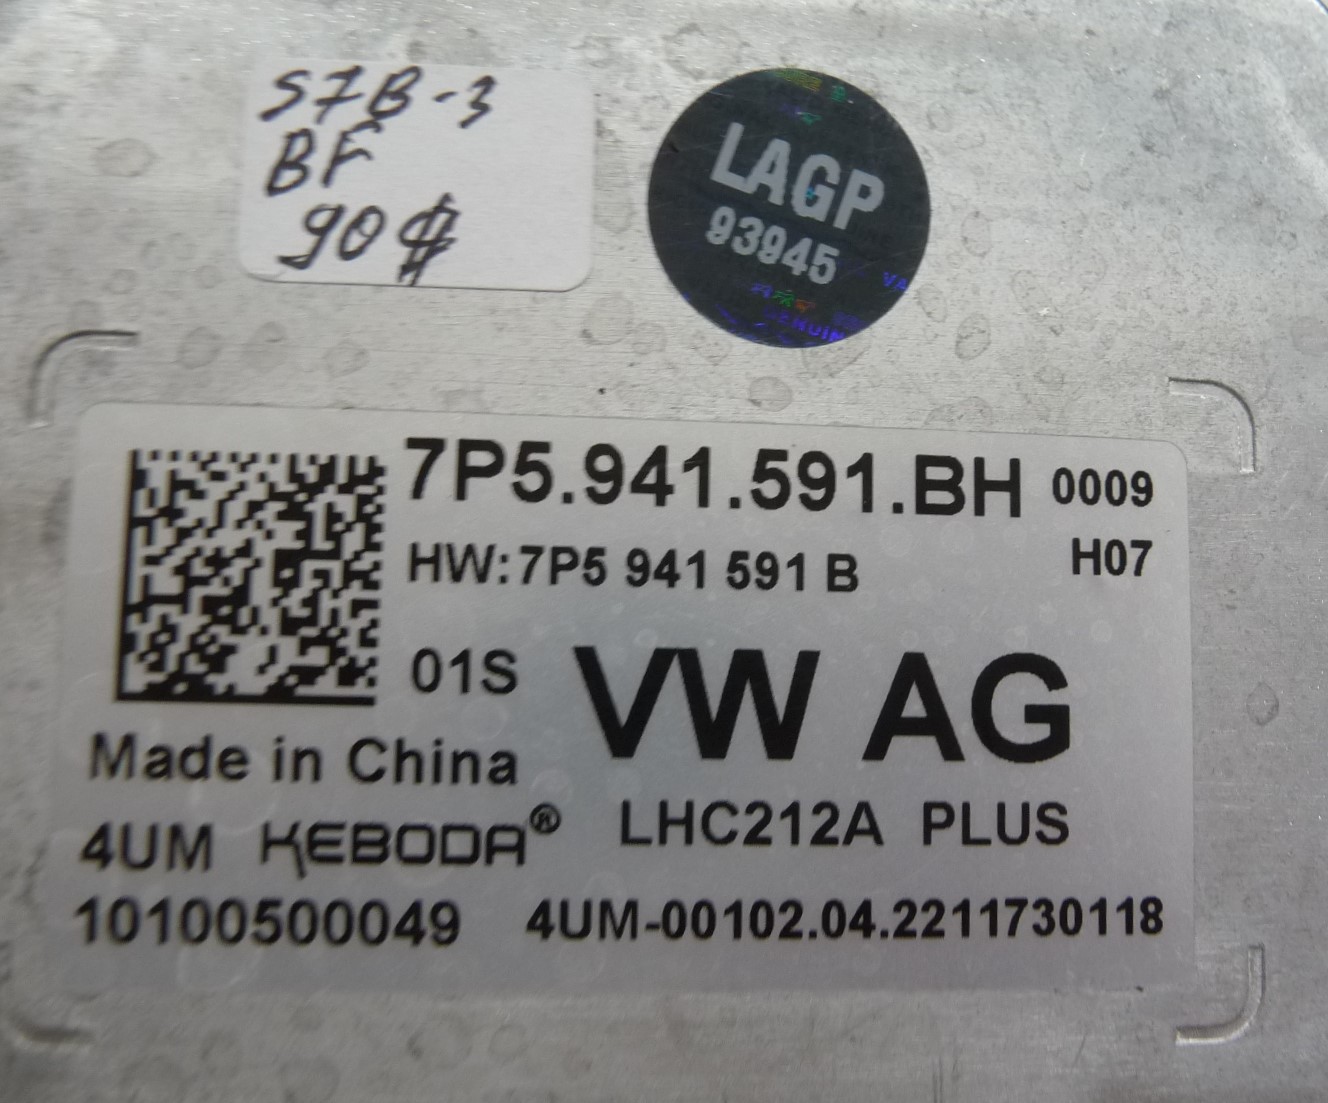 S7B-3
BF
90$
LAGP
93945
7P5.941.591.BH 0009
HW:7P5 941 591 B H07
01S VW AG
Made in China
4UM KEBODA® LHC212A PLUS
10100500049 4UM-00102.04.2211730118